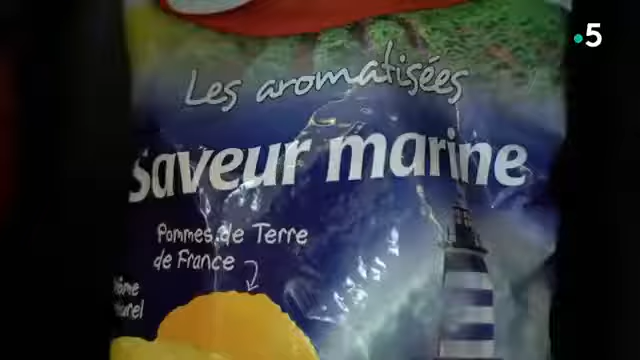 5
Les aromatisées
Saveur marine
Pommes de Terre
de France